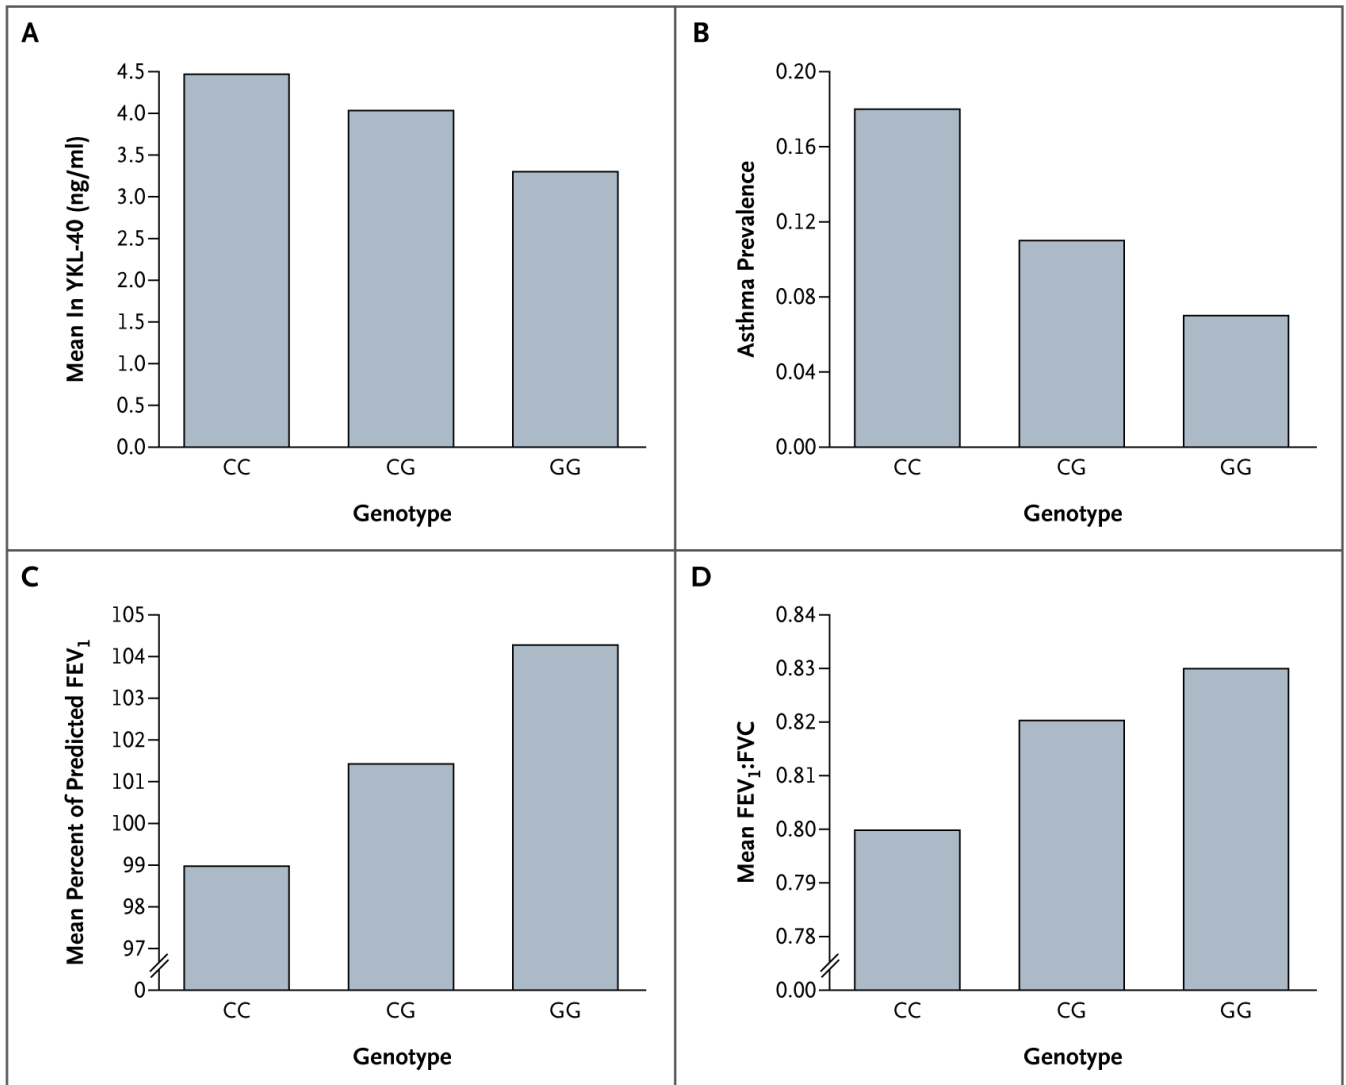 A
Mean ln YKL-40 (ng/ml)
4.5
4.0
3.5
3.0
2.5
2.0
1.5
1.0
0.5
0.0
CC CG GG
Genotype
B
Asthma Prevalence
0.20
0.16
0.12
0.08
0.04
0.00
CC CG GG
Genotype
C
Mean Percent of Predicted FEV1
105
104
103
102
101
100
99
98
97
0
CC CG GG
Genotype
D
Mean FEV1:FVC
0.84
0.83
0.82
0.81
0.80
0.79
0.78
0.00
CC CG GG
Genotype